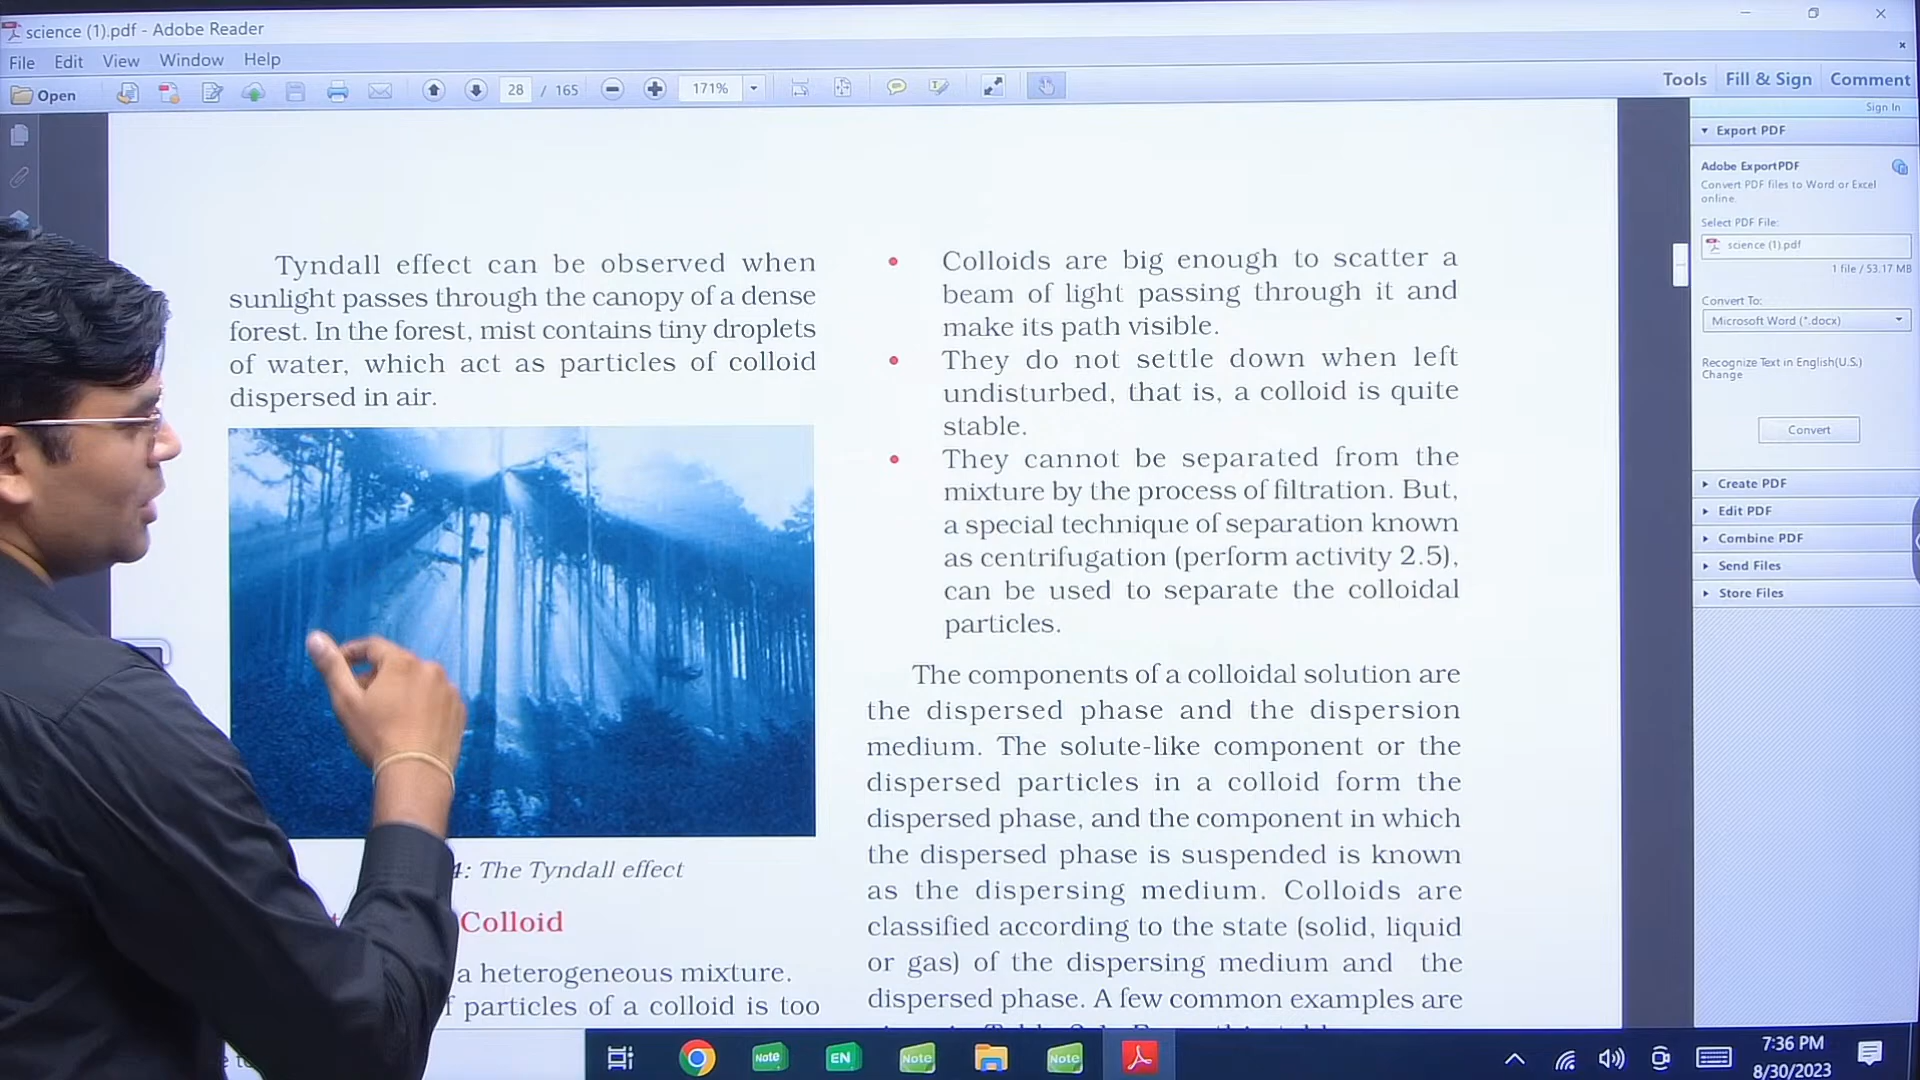 science (1).pdf - Adobe Reader
File Edit View Window Help
Open
28 / 165
171%
Tools Fill & Sign Comment
Sign In
Tyndall effect can be observed when
sunlight passes through the canopy of a dense
forest. In the forest, mist contains tiny droplets
of water, which act as particles of colloid
dispersed in air.
4: The Tyndall effect
Colloid
a heterogeneous mixture.
f particles of a colloid is too
• Colloids are big enough to scatter a
beam of light passing through it and
make its path visible.
• They do not settle down when left
undisturbed, that is, a colloid is quite
stable.
• They cannot be separated from the
mixture by the process of filtration. But,
a special technique of separation known
as centrifugation (perform activity 2.5),
can be used to separate the colloidal
particles.
The components of a colloidal solution are
the dispersed phase and the dispersion
medium. The solute-like component or the
dispersed particles in a colloid form the
dispersed phase, and the component in which
the dispersed phase is suspended is known
as the dispersing medium. Colloids are
classified according to the state (solid, liquid
or gas) of the dispersing medium and the
dispersed phase. A few common examples are
Export PDF
Adobe ExportPDF
Convert PDF files to Word or Excel
online.
Select PDF File:
science (1).pdf
1 file / 53.17 MB
Convert To:
Microsoft Word (*.docx)
Recognize Text in English(U.S.)
Change
Convert
Create PDF
Edit PDF
Combine PDF
Send Files
Store Files
Note
EN
Note
Note
7:36 PM
8/30/2023